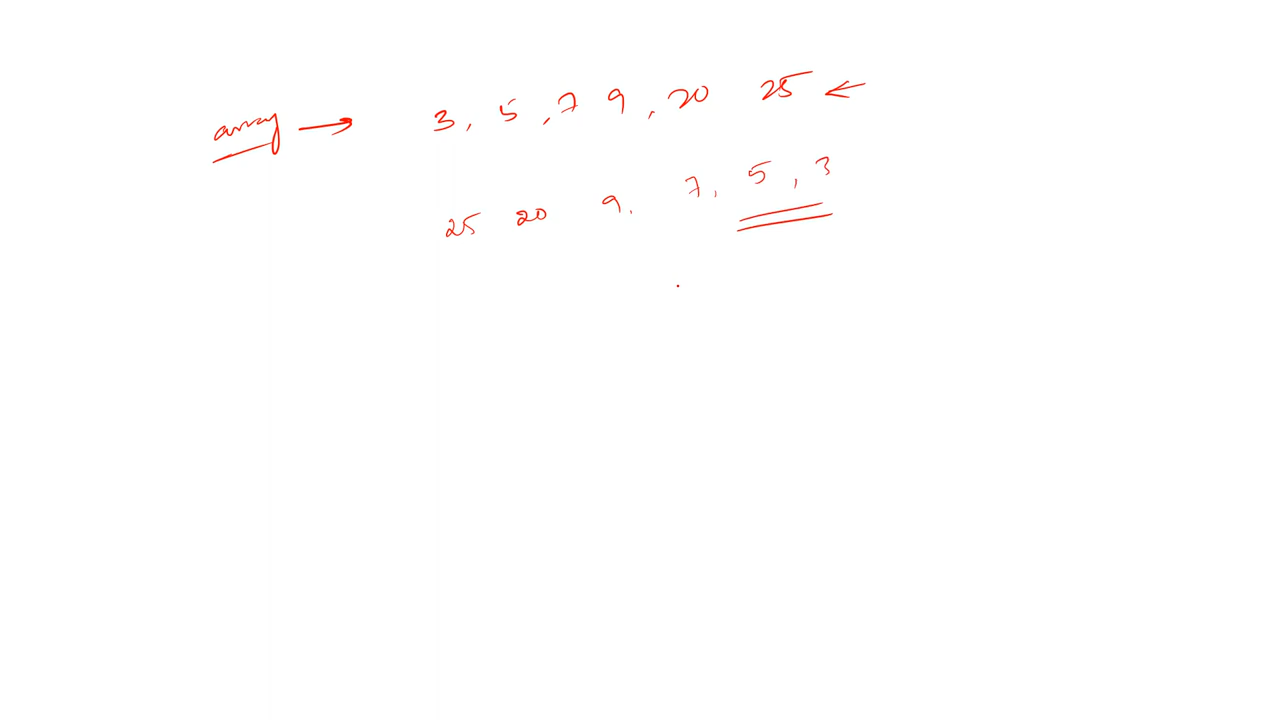 array → 3, 5, 7 9, 20 25 ←
25 20 9, 7, 5, 3